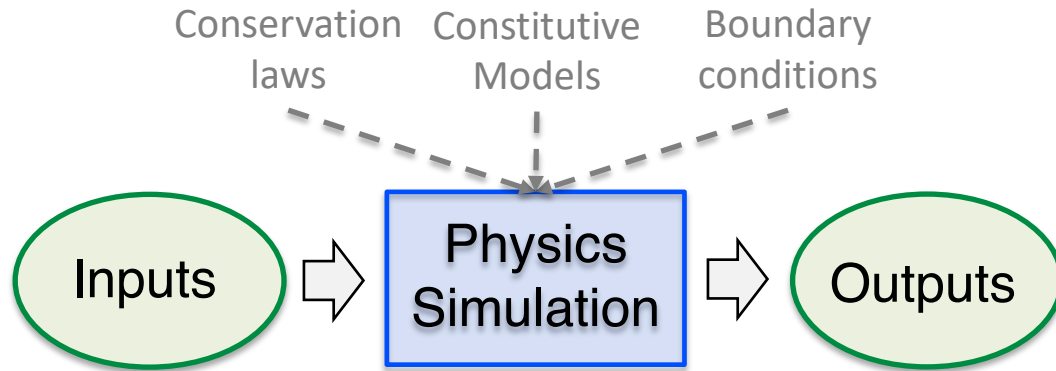 Conservation
laws
Constitutive
Models
Boundary
conditions
Inputs
Physics
Simulation
Outputs